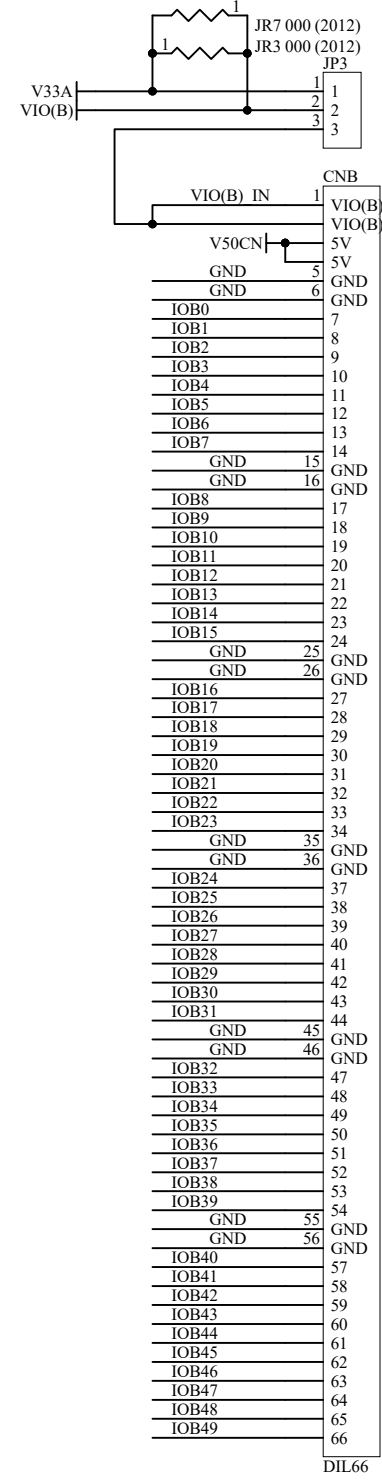 1
JR7 000 (2012)
1 JR3 000 (2012)
JP3
V33A 1 1
VIO(B) 2 2
3 3
CNB
VIO(B) IN 1 VIO(B)
VIO(B)
V50CN 5V
5V
GND 5 GND
GND 6 GND
IOB0 7
IOB1 8
IOB2 9
IOB3 10
IOB4 11
IOB5 12
IOB6 13
IOB7 14
GND 15 GND
GND 16 GND
IOB8 17
IOB9 18
IOB10 19
IOB11 20
IOB12 21
IOB13 22
IOB14 23
IOB15 24
GND 25 GND
GND 26 GND
IOB16 27
IOB17 28
IOB18 29
IOB19 30
IOB20 31
IOB21 32
IOB22 33
IOB23 34
GND 35 GND
GND 36 GND
IOB24 37
IOB25 38
IOB26 39
IOB27 40
IOB28 41
IOB29 42
IOB30 43
IOB31 44
GND 45 GND
GND 46 GND
IOB32 47
IOB33 48
IOB34 49
IOB35 50
IOB36 51
IOB37 52
IOB38 53
IOB39 54
GND 55 GND
GND 56 GND
IOB40 57
IOB41 58
IOB42 59
IOB43 60
IOB44 61
IOB45 62
IOB46 63
IOB47 64
IOB48 65
IOB49 66
DIL66